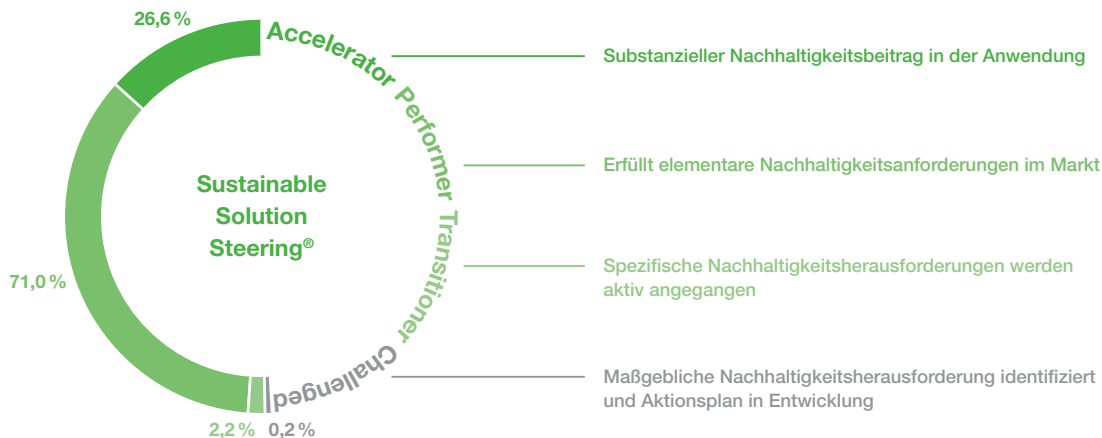 26,6 %
Accelerator
Substanzieller Nachhaltigkeitsbeitrag in der Anwendung
Performer
Erfüllt elementare Nachhaltigkeitsanforderungen im Markt
Sustainable
Solution
Steering®
Transitioner
Spezifische Nachhaltigkeitsherausforderungen werden
aktiv angegangen
71,0 %
Challenged
Maßgebliche Nachhaltigkeitsherausforderung identifiziert
und Aktionsplan in Entwicklung
2,2 %
0,2 %